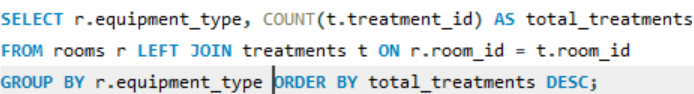 SELECT r.equipment_type, COUNT(t.treatment_id) AS total_treatments
FROM rooms r LEFT JOIN treatments t ON r.room_id = t.room_id
GROUP BY r.equipment_type ORDER BY total_treatments DESC;